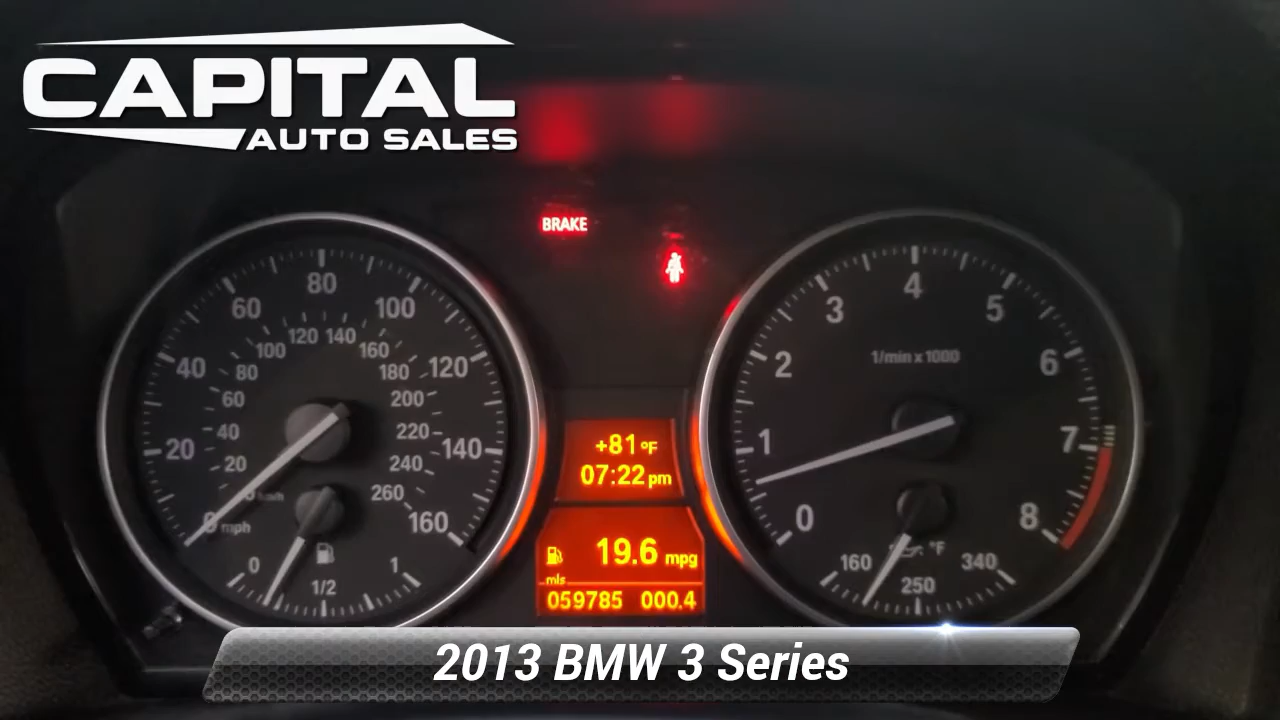 CAPITAL
AUTO SALES
BRAKE
20 40 60 80 100 120 140 160
20 40 60 80 100 120 140 160 180 200 220 240 260
0 mph
0 1/2 1
+81°F
07:22 pm
19.6 mpg
mls
059785 000.4
0 1 2 3 4 5 6 7 8
1/min x 1000
°F
160 250 340
2013 BMW 3 Series